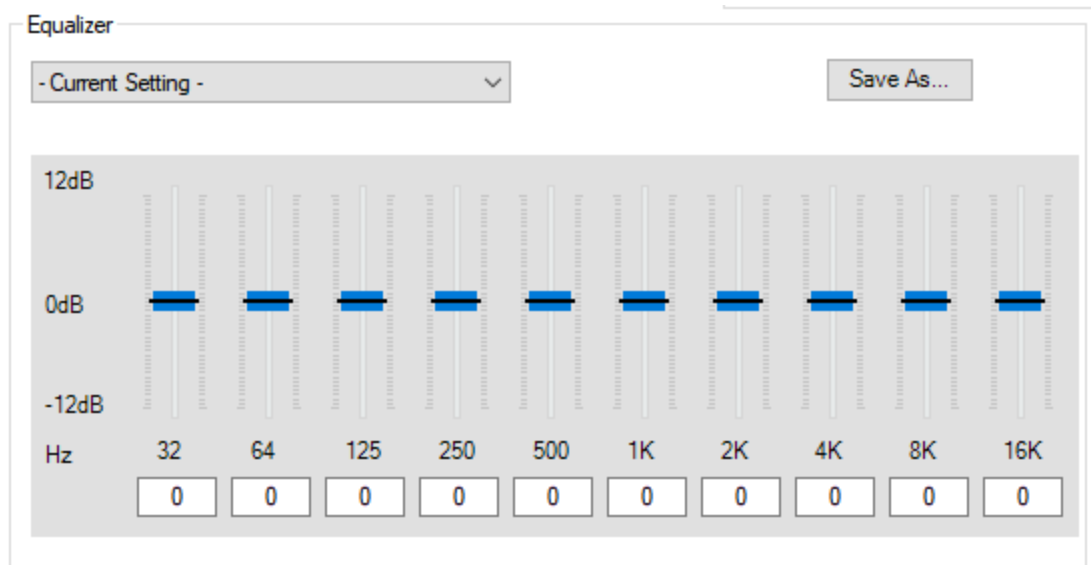 Equalizer
- Current Setting -
Save As...
12dB
0dB
-12dB
Hz 32 64 125 250 500 1K 2K 4K 8K 16K
0 0 0 0 0 0 0 0 0 0